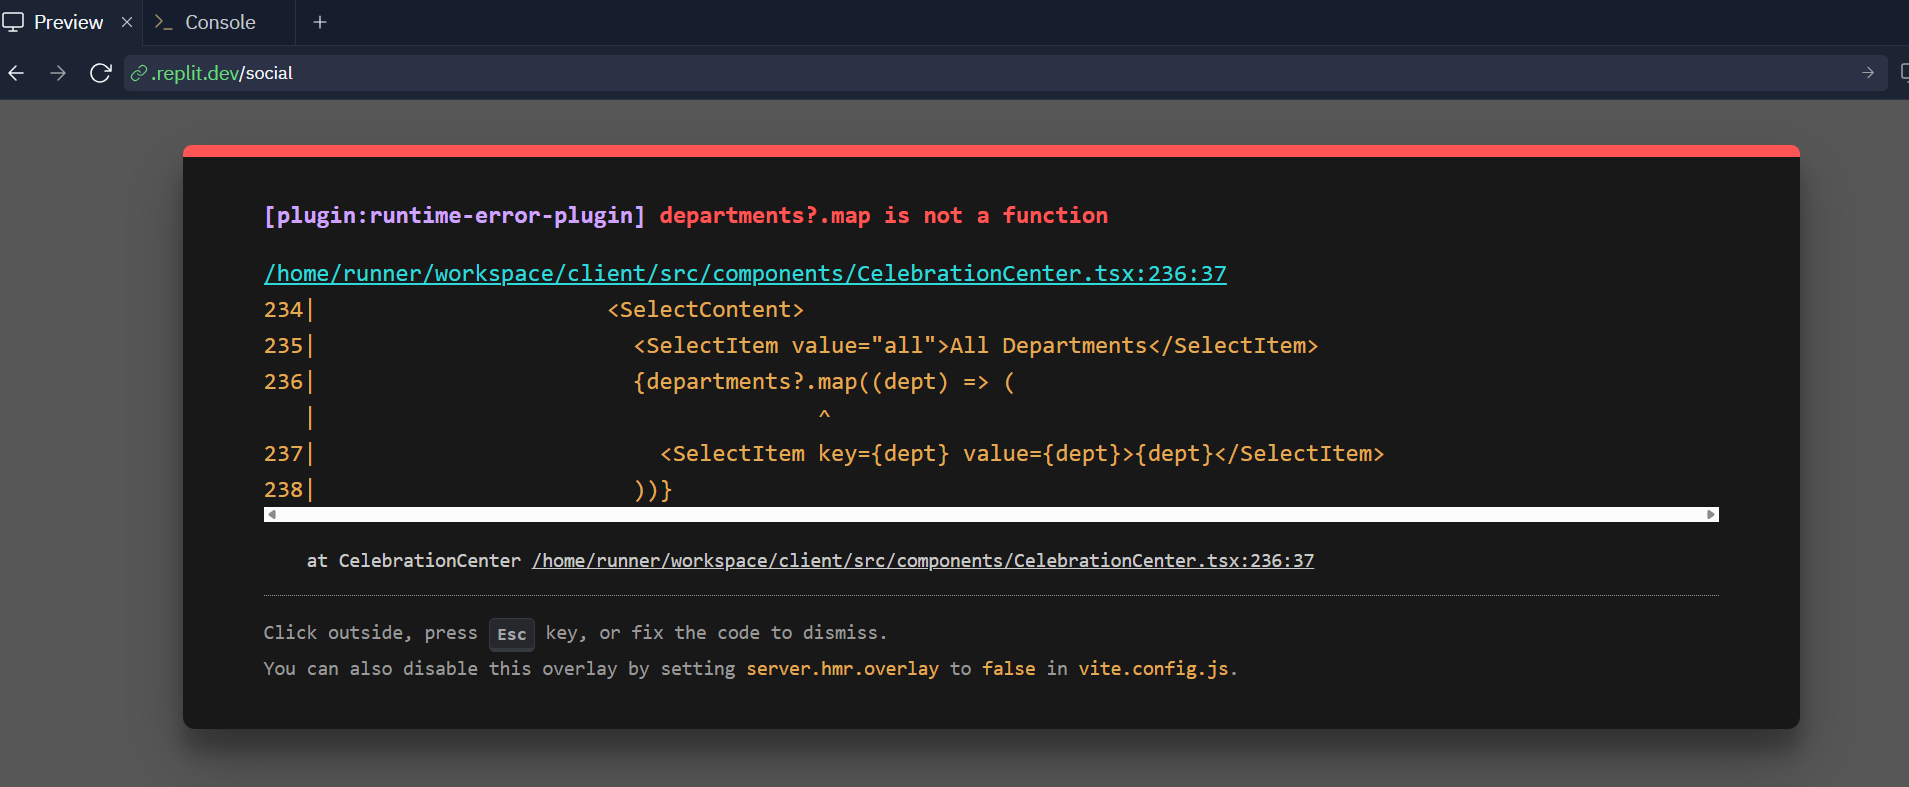 Preview × >_ Console +
.replit.dev/social
[plugin:runtime-error-plugin] departments?.map is not a function
/home/runner/workspace/client/src/components/CelebrationCenter.tsx:236:37
234|                      <SelectContent>
235|                        <SelectItem value="all">All Departments</SelectItem>
236|                        {departments?.map((dept) => (
   |                                      ^
237|                          <SelectItem key={dept} value={dept}>{dept}</SelectItem>
238|                        ))}
at CelebrationCenter /home/runner/workspace/client/src/components/CelebrationCenter.tsx:236:37
Click outside, press Esc key, or fix the code to dismiss.
You can also disable this overlay by setting server.hmr.overlay to false in vite.config.js.